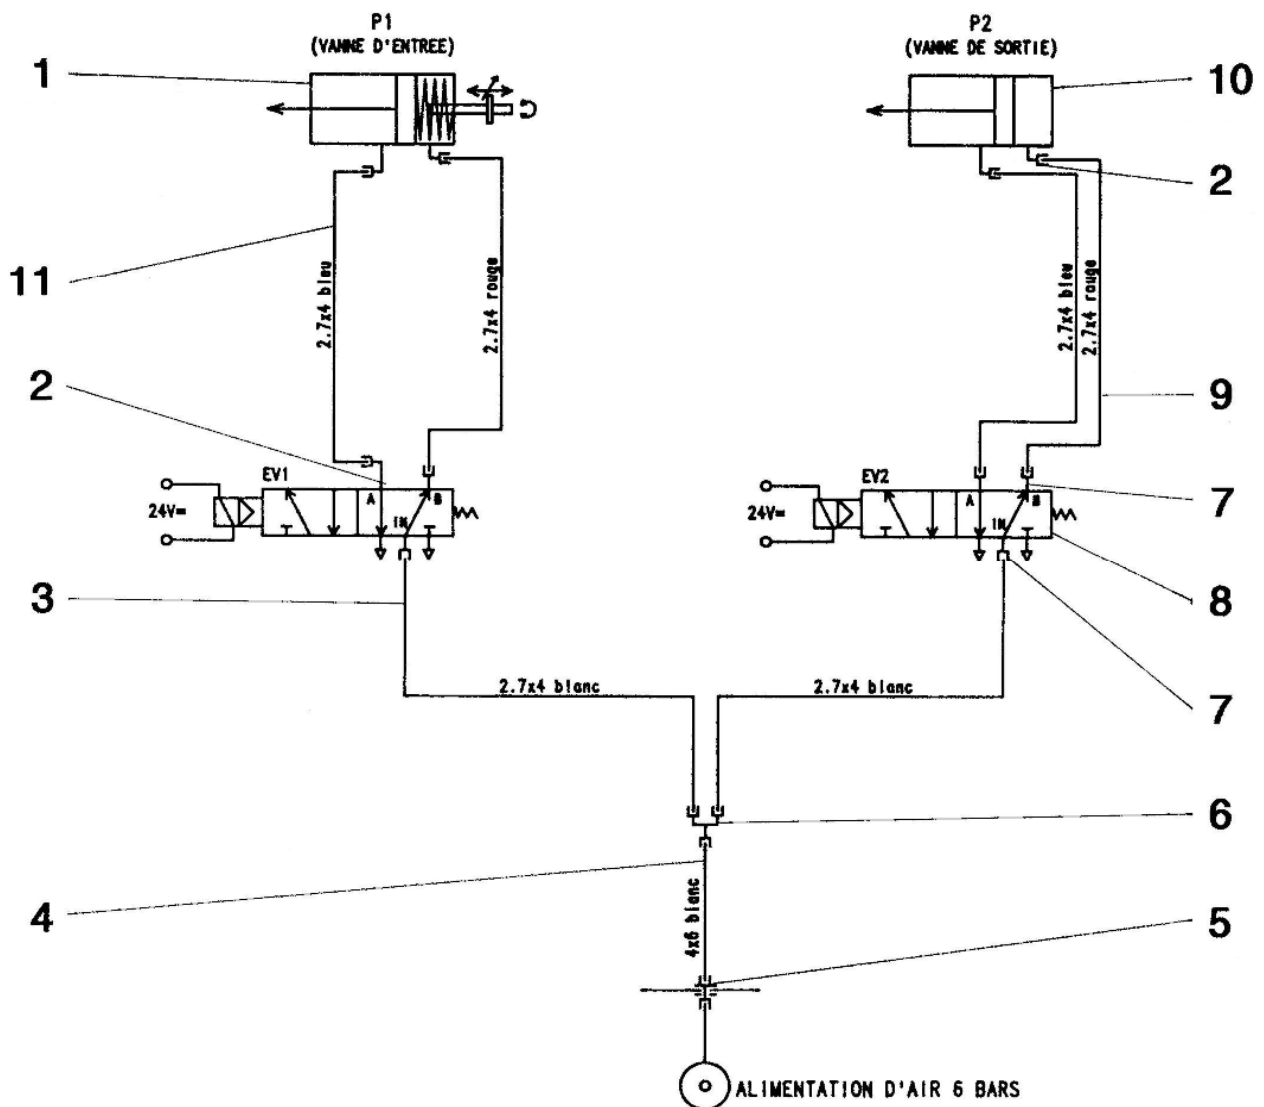 P1
(VANNE D'ENTREE)
P2
(VANNE DE SORTIE)
1
10
2
11
2.7x4 bleu
2.7x4 rouge
2.7x4 bleu
2.7x4 rouge
2
9
EV1
A
B
IN
24V=
EV2
A
B
IN
24V=
7
3
8
2.7x4 blanc
2.7x4 blanc
7
6
4
4x6 blanc
5
ALIMENTATION D'AIR 6 BARS